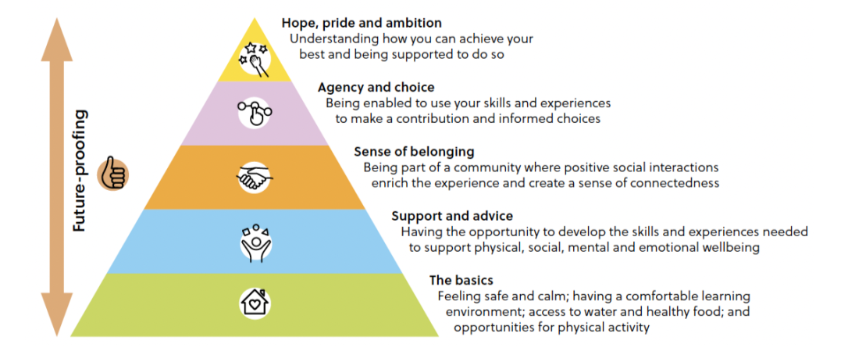 Hope, pride and ambition
Understanding how you can achieve your
best and being supported to do so
Agency and choice
Being enabled to use your skills and experiences
to make a contribution and informed choices
Sense of belonging
Being part of a community where positive social interactions
enrich the experience and create a sense of connectedness
Support and advice
Having the opportunity to develop the skills and experiences needed
to support physical, social, mental and emotional wellbeing
The basics
Feeling safe and calm; having a comfortable learning
environment; access to water and healthy food; and
opportunities for physical activity
Future-proofing